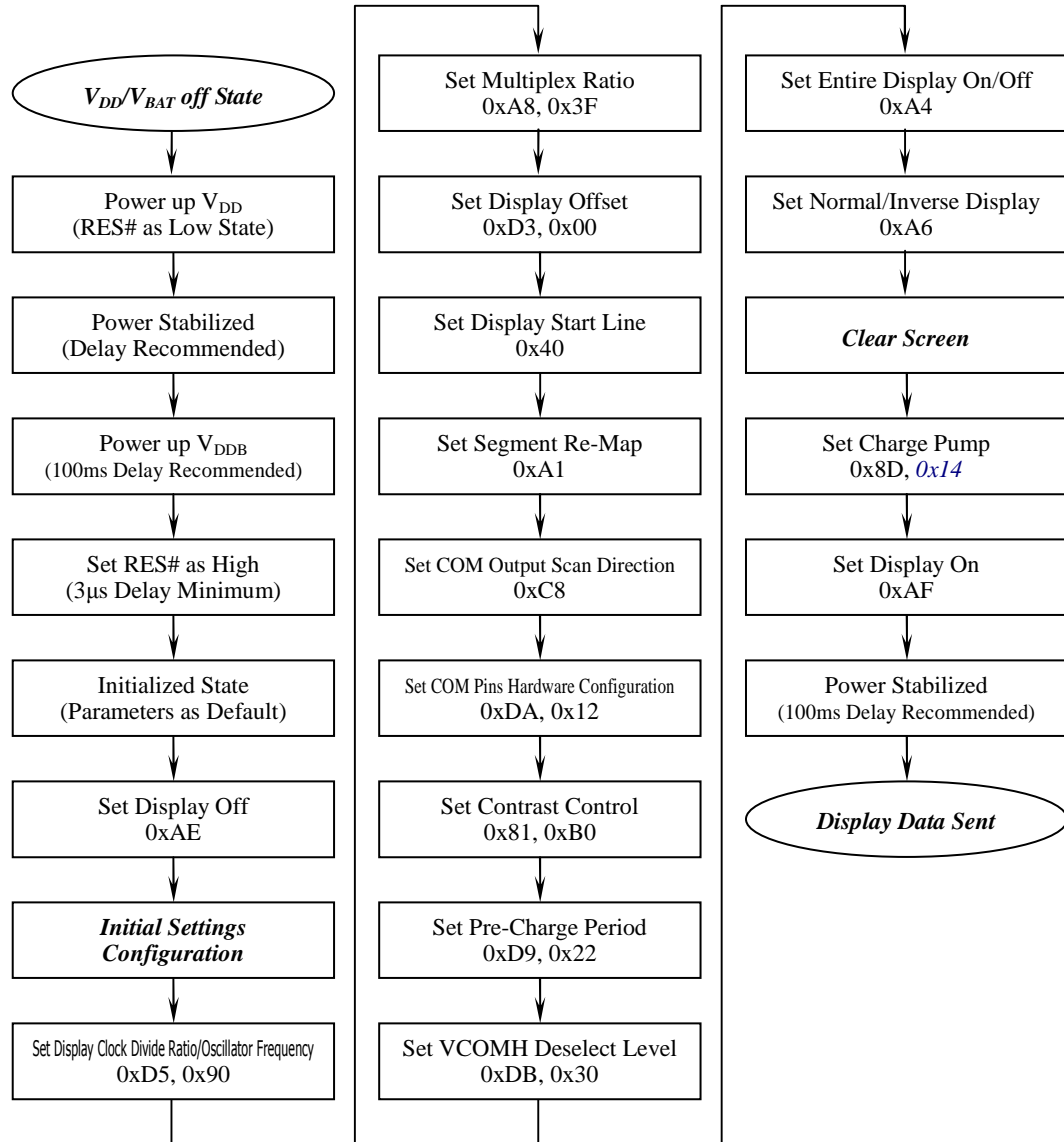 VDD/VBAT off State
Power up VDD
(RES# as Low State)
Power Stabilized
(Delay Recommended)
Power up VDDB
(100ms Delay Recommended)
Set RES# as High
(3μs Delay Minimum)
Initialized State
(Parameters as Default)
Set Display Off
0xAE
Initial Settings
Configuration
Set Display Clock Divide Ratio/Oscillator Frequency
0xD5, 0x90
Set Multiplex Ratio
0xA8, 0x3F
Set Display Offset
0xD3, 0x00
Set Display Start Line
0x40
Set Segment Re-Map
0xA1
Set COM Output Scan Direction
0xC8
Set COM Pins Hardware Configuration
0xDA, 0x12
Set Contrast Control
0x81, 0xB0
Set Pre-Charge Period
0xD9, 0x22
Set VCOMH Deselect Level
0xDB, 0x30
Set Entire Display On/Off
0xA4
Set Normal/Inverse Display
0xA6
Clear Screen
Set Charge Pump
0x8D, 0x14
Set Display On
0xAF
Power Stabilized
(100ms Delay Recommended)
Display Data Sent